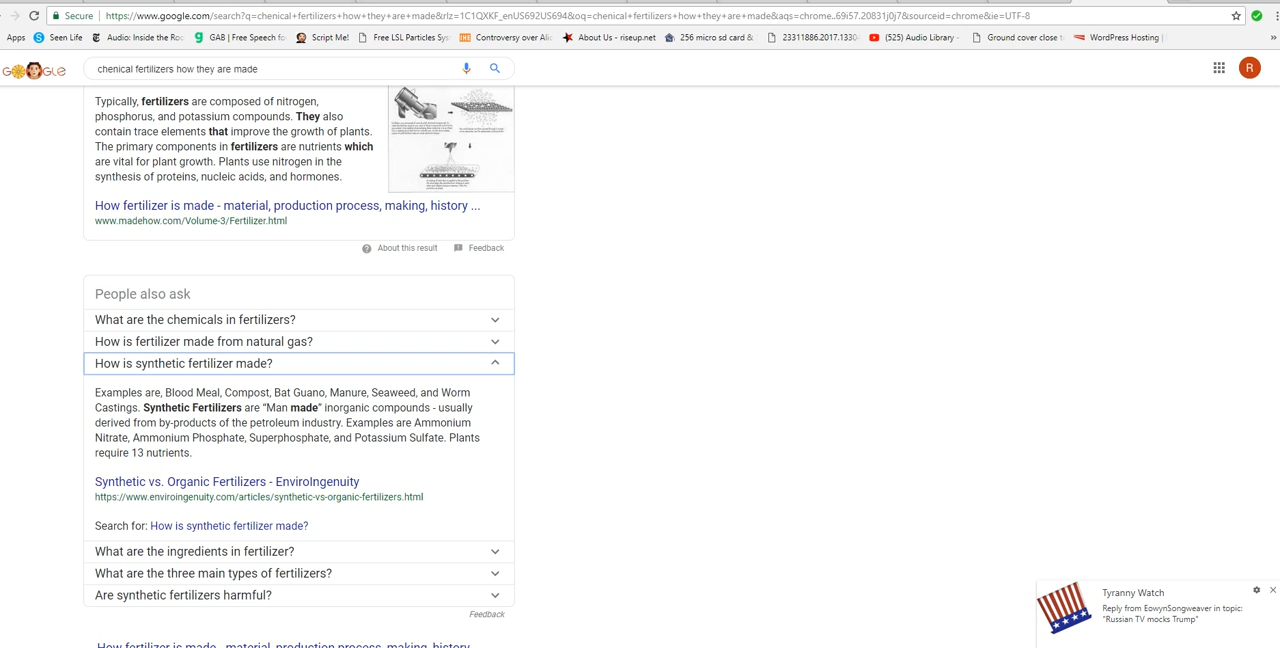 Secure https://www.google.com/search?q=chenical+fertilizers+how+they+are+made&rlz=1C1QXKF_enUS692US694&oq=chenical+fertilizers+how+they+are+made&aqs=chrome..69i57.20831j0j7&sourceid=chrome&ie=UTF-8
Apps Seen Life Audio: Inside the Roc GAB | Free Speech fo Script Me! Free LSL Particles Sys Controversy over Alic About Us - riseup.net 256 micro sd card & 23311886.2017.1330 (525) Audio Library - Ground cover close to WordPress Hosting |
chenical fertilizers how they are made
R
Typically, fertilizers are composed of nitrogen,
phosphorus, and potassium compounds. They also
contain trace elements that improve the growth of plants.
The primary components in fertilizers are nutrients which
are vital for plant growth. Plants use nitrogen in the
synthesis of proteins, nucleic acids, and hormones.
How fertilizer is made - material, production process, making, history ...
www.madehow.com/Volume-3/Fertilizer.html
About this result Feedback
People also ask
What are the chemicals in fertilizers?
How is fertilizer made from natural gas?
How is synthetic fertilizer made?
Examples are, Blood Meal, Compost, Bat Guano, Manure, Seaweed, and Worm
Castings. Synthetic Fertilizers are “Man made” inorganic compounds - usually
derived from by-products of the petroleum industry. Examples are Ammonium
Nitrate, Ammonium Phosphate, Superphosphate, and Potassium Sulfate. Plants
require 13 nutrients.
Synthetic vs. Organic Fertilizers - EnviroIngenuity
https://www.enviroingenuity.com/articles/synthetic-vs-organic-fertilizers.html
Search for: How is synthetic fertilizer made?
What are the ingredients in fertilizer?
What are the three main types of fertilizers?
Are synthetic fertilizers harmful?
Feedback
How fertilizer is made - material, production process, making, history
Tyranny Watch
Reply from EowynSongweaver in topic:
"Russian TV mocks Trump"